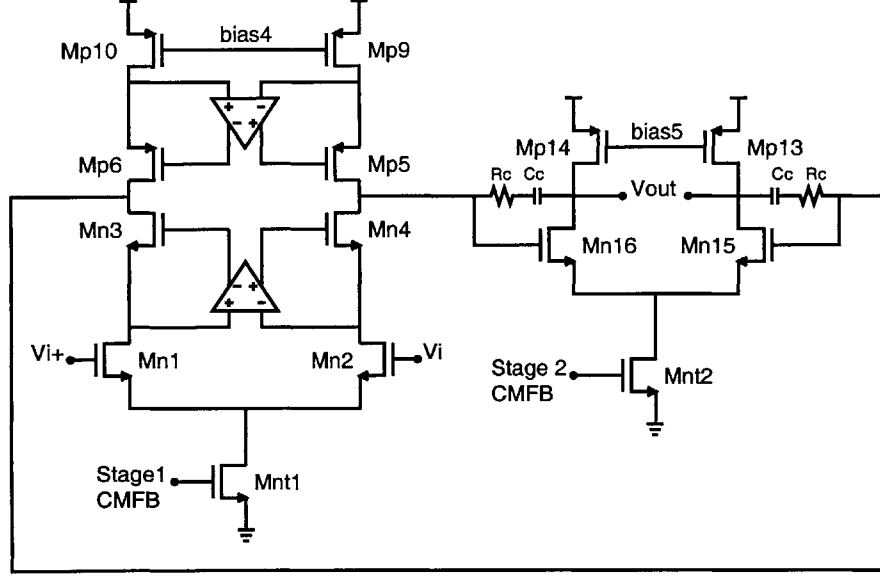 bias4
Mp10
Mp9
+ −
− +
Mp6
Mp5
Mn3
Mn4
− +
+ −
Vi+
Mn1
Mn2
Vi
Stage1
CMFB
Mnt1
bias5
Mp14
Mp13
Rc
Cc
Vout
Cc
Rc
Mn16
Mn15
Stage 2
CMFB
Mnt2